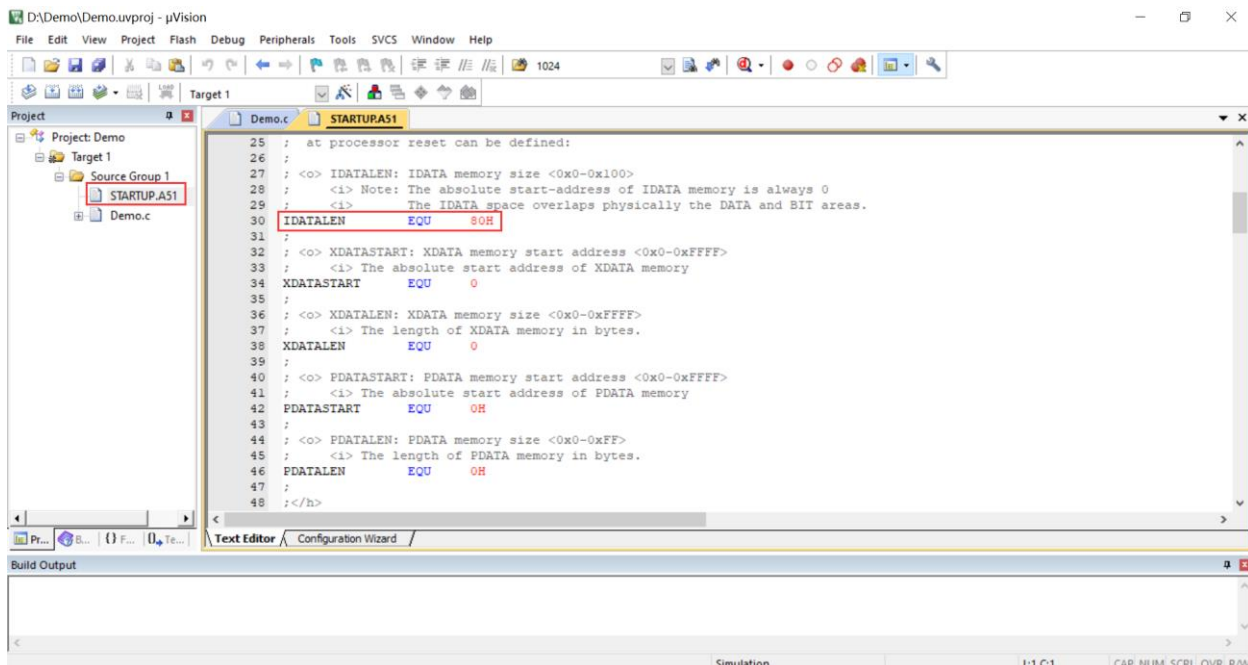 D:\Demo\Demo.uvproj - µVision
File Edit View Project Flash Debug Peripherals Tools SVCS Window Help
1024
LOAD Target 1
Project
Demo.c STARTUP.A51
Project: Demo
Target 1
Source Group 1
STARTUP.A51
Demo.c
25 ; at processor reset can be defined:
26 ;
27 ; <o> IDATALEN: IDATA memory size <0x0-0x100>
28 ; <i> Note: The absolute start-address of IDATA memory is always 0
29 ; <i> The IDATA space overlaps physically the DATA and BIT areas.
30 IDATALEN EQU 80H
31 ;
32 ; <o> XDATASTART: XDATA memory start address <0x0-0xFFFF>
33 ; <i> The absolute start address of XDATA memory
34 XDATASTART EQU 0
35 ;
36 ; <o> XDATALEN: XDATA memory size <0x0-0xFFFF>
37 ; <i> The length of XDATA memory in bytes.
38 XDATALEN EQU 0
39 ;
40 ; <o> PDATASTART: PDATA memory start address <0x0-0xFFFF>
41 ; <i> The absolute start address of PDATA memory
42 PDATASTART EQU 0H
43 ;
44 ; <o> PDATALEN: PDATA memory size <0x0-0xFF>
45 ; <i> The length of PDATA memory in bytes.
46 PDATALEN EQU 0H
47 ;
48 ;</h>
Pr... B... {} F... 0 Te...
Text Editor Configuration Wizard
Build Output
Simulation L:1 C:1 CAP NUM SCRL OVR R/W